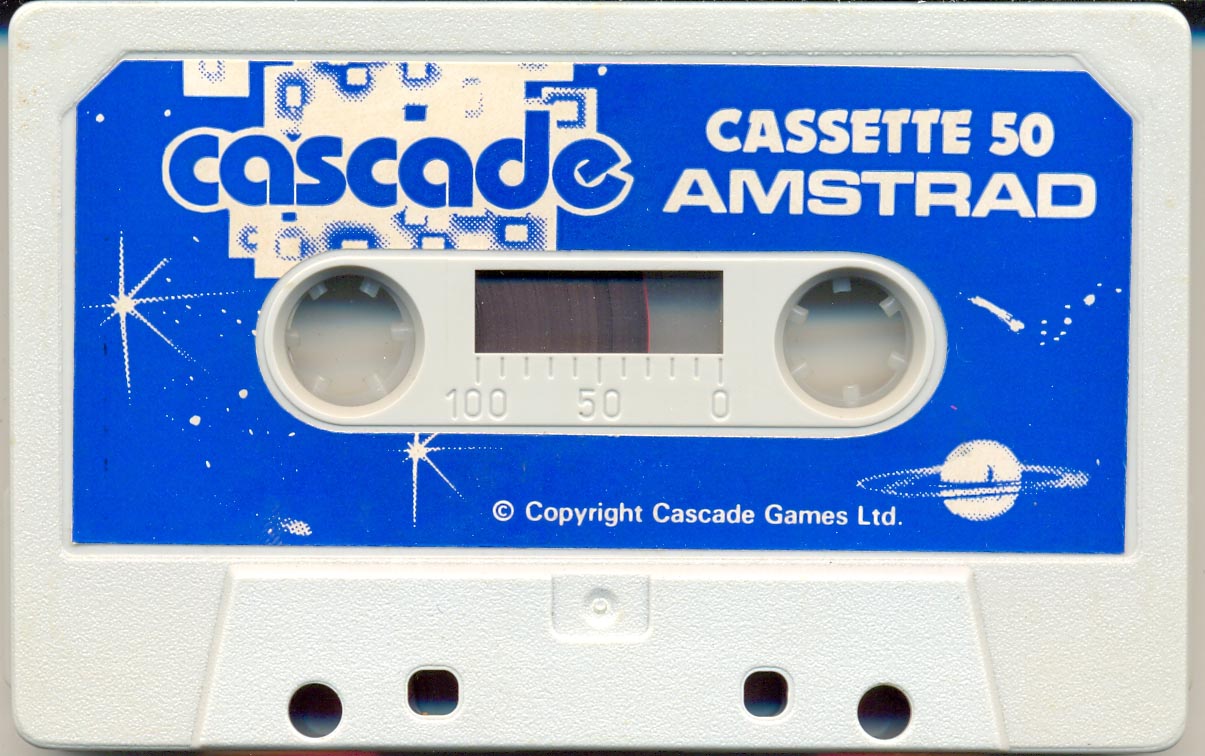 cascade
CASSETTE 50
AMSTRAD
100 50 0
© Copyright Cascade Games Ltd.